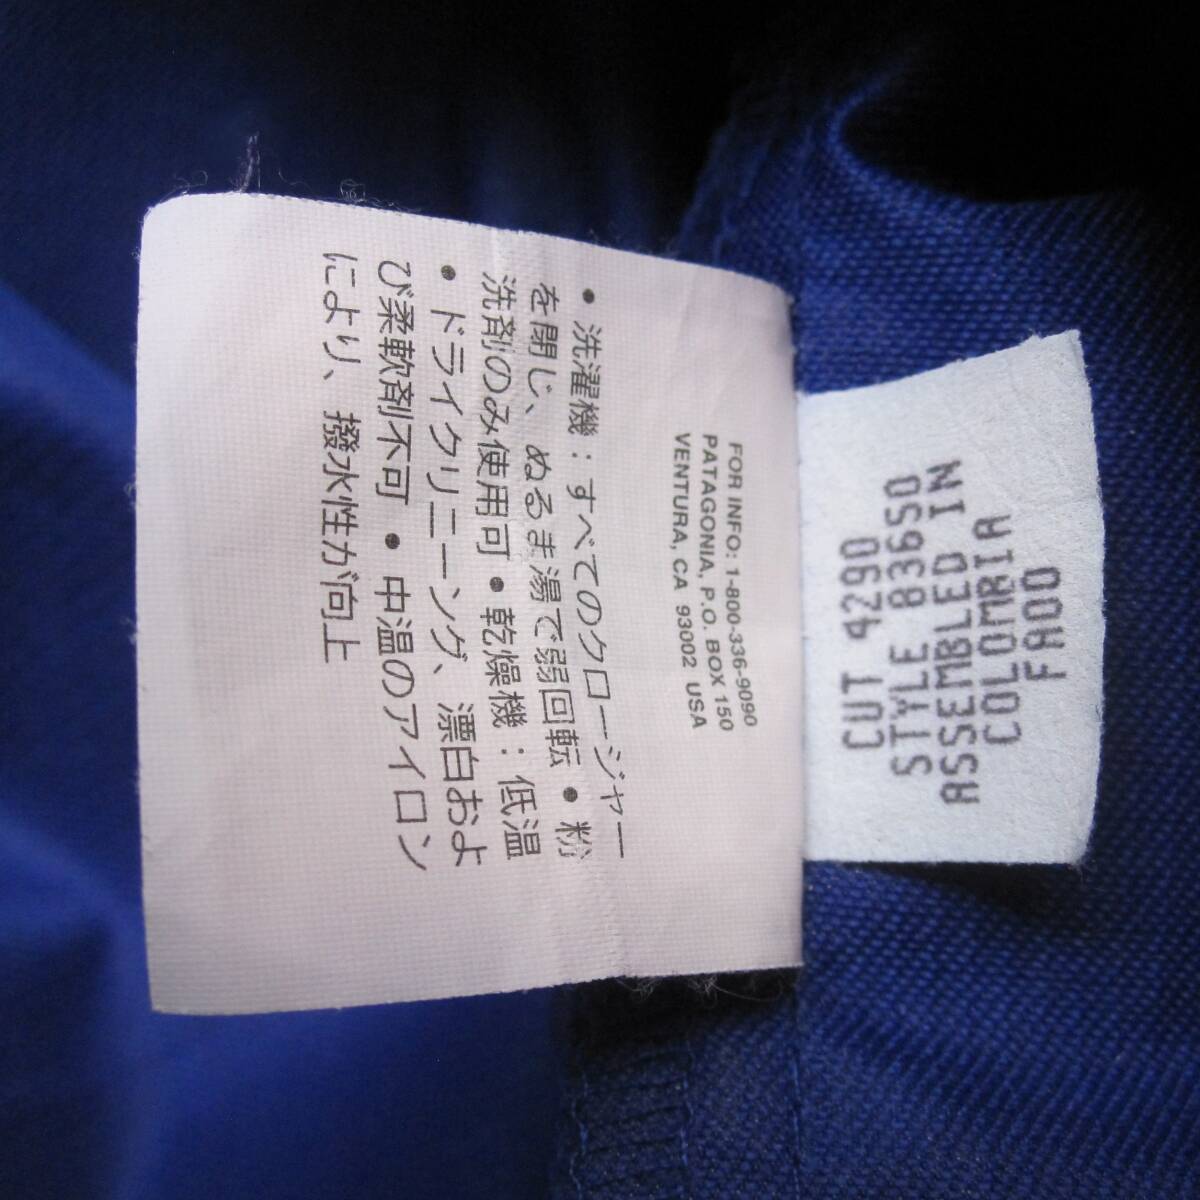 FOR INFO: 1-800-336-9090
PATAGONIA, P.O. BOX 150
VENTURA, CA 93002 USA
• 洗濯機：すべてのクロージャー
を閉じ、ぬるま湯で弱回転 • 粉
洗剤のみ使用可 • 乾燥機：低温
• ドライクリーニング、漂白およ
び柔軟剤不可 • 中温のアイロン
により、撥水性が向上
CUT 4290
STYLE 83650
ASSEMBLED IN
COLOMBIA
FA00